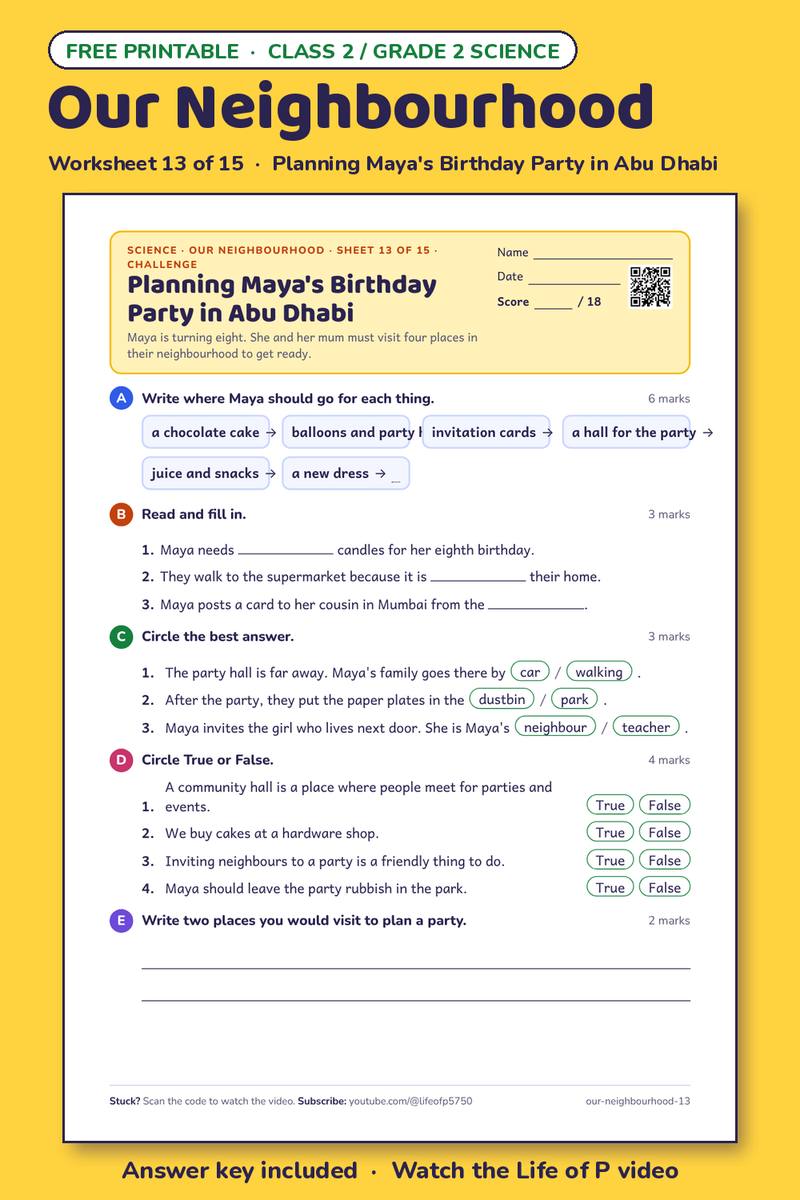 FREE PRINTABLE · CLASS 2 / GRADE 2 SCIENCE
Our Neighbourhood
Worksheet 13 of 15 · Planning Maya's Birthday Party in Abu Dhabi
SCIENCE · OUR NEIGHBOURHOOD · SHEET 13 OF 15 ·
CHALLENGE
Planning Maya's Birthday
Party in Abu Dhabi
Maya is turning eight. She and her mum must visit four places in
their neighbourhood to get ready.
Name ____
Date ____
Score ____ / 18
A Write where Maya should go for each thing. 6 marks
a chocolate cake → balloons and party invitation cards → a hall for the party →
juice and snacks → a new dress → _
B Read and fill in. 3 marks
1. Maya needs ____ candles for her eighth birthday.
2. They walk to the supermarket because it is ____ their home.
3. Maya posts a card to her cousin in Mumbai from the ____.
C Circle the best answer. 3 marks
1. The party hall is far away. Maya's family goes there by car / walking .
2. After the party, they put the paper plates in the dustbin / park .
3. Maya invites the girl who lives next door. She is Maya's neighbour / teacher .
D Circle True or False. 4 marks
1. A community hall is a place where people meet for parties and
events. True False
2. We buy cakes at a hardware shop. True False
3. Inviting neighbours to a party is a friendly thing to do. True False
4. Maya should leave the party rubbish in the park. True False
E Write two places you would visit to plan a party. 2 marks
Stuck? Scan the code to watch the video. Subscribe: youtube.com/@lifeofp5750 our-neighbourhood-13
Answer key included · Watch the Life of P video